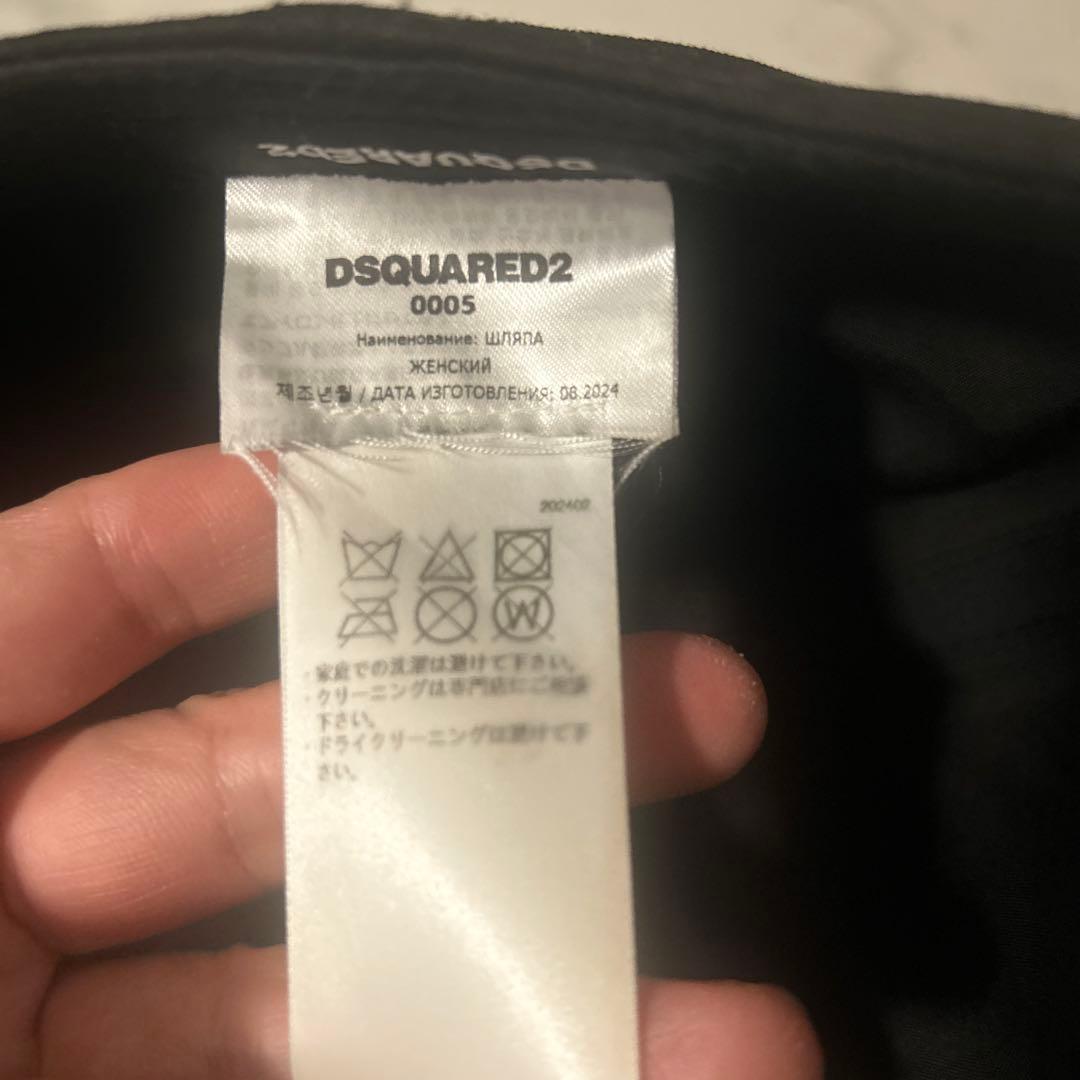 DSQUARED2
DSQUARED2
0005
Наименование: ШЛЯПА
ЖЕНСКИЙ
제조년월 / ДАТА ИЗГОТОВЛЕНИЯ: 08.2024
202402
・家庭での洗濯は避けて下さい。
・クリーニングは専門店にご相談
下さい。
・ドライクリーニングは避けて下
さい。